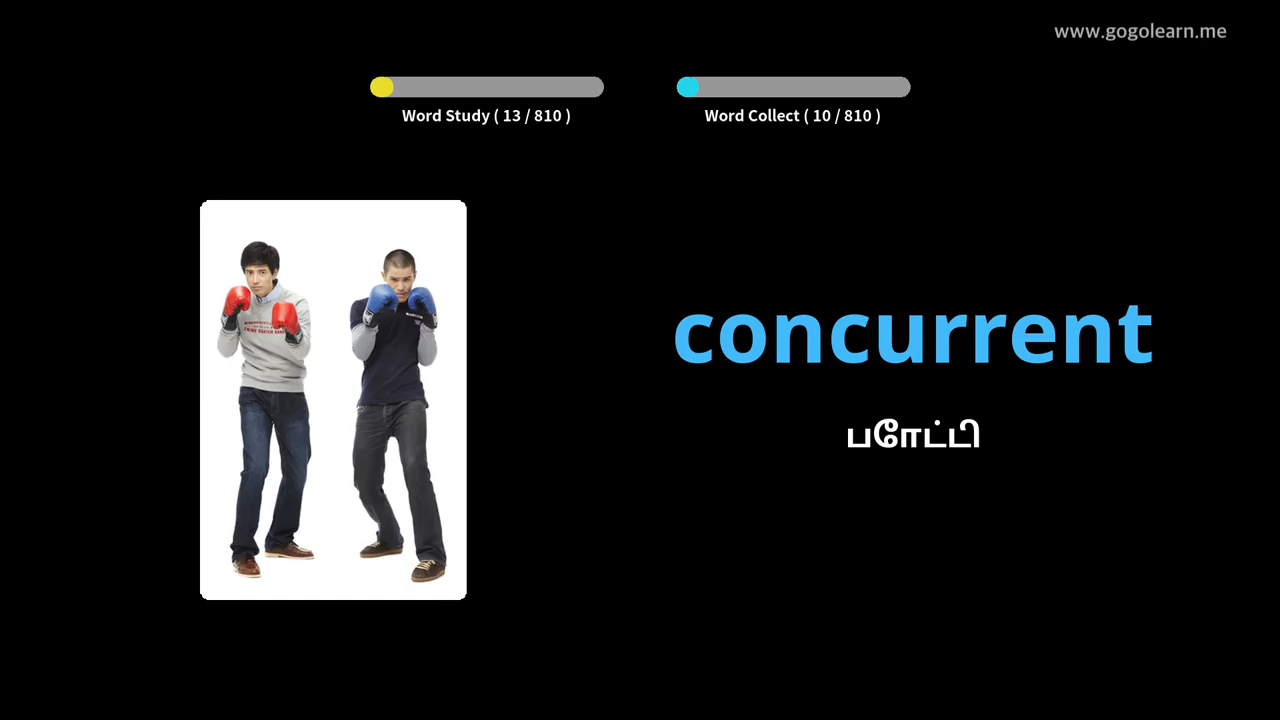 www.gogolearn.me
Word Study ( 13 / 810 )
Word Collect ( 10 / 810 )
concurrent
போட்டி